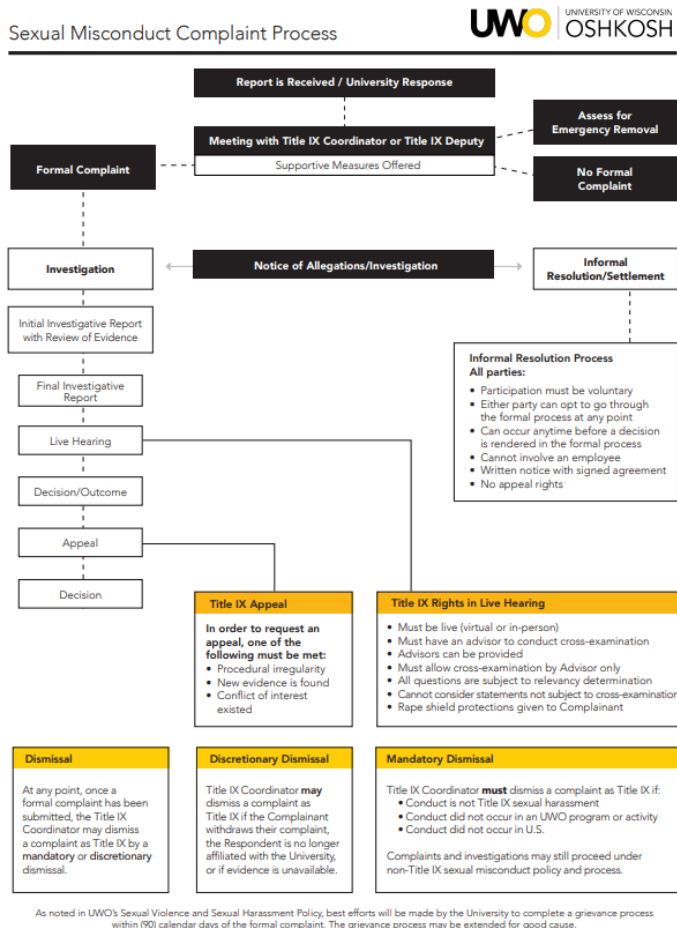 Sexual Misconduct Complaint Process
UWO
UNIVERSITY OF WISCONSIN
OSHKOSH
Report is Received / University Response
Meeting with Title IX Coordinator or Title IX Deputy
Supportive Measures Offered
Assess for
Emergency Removal
Formal Complaint
No Formal
Complaint
Investigation
Notice of Allegations/Investigation
Informal
Resolution/Settlement
Initial Investigative Report
with Review of Evidence
Final Investigative
Report
Live Hearing
Decision/Outcome
Appeal
Decision
Informal Resolution Process
All parties:
• Participation must be voluntary
• Either party can opt to go through
the formal process at any point
• Can occur anytime before a decision
is rendered in the formal process
• Cannot involve an employee
• Written notice with signed agreement
• No appeal rights
Title IX Appeal
In order to request an
appeal, one of the
following must be met:
• Procedural irregularity
• New evidence is found
• Conflict of interest
existed
Title IX Rights in Live Hearing
• Must be live (virtual or in-person)
• Must have an advisor to conduct cross-examination
• Advisors can be provided
• Must allow cross-examination by Advisor only
• All questions are subject to relevancy determination
• Cannot consider statements not subject to cross-examination
• Rape shield protections given to Complainant
Dismissal
At any point, once a
formal complaint has been
submitted, the Title IX
Coordinator may dismiss
a complaint as Title IX by a
mandatory or discretionary
dismissal.
Discretionary Dismissal
Title IX Coordinator may
dismiss a complaint as
Title IX if the Complainant
withdraws their complaint,
the Respondent is no longer
affiliated with the University,
or if evidence is unavailable.
Mandatory Dismissal
Title IX Coordinator must dismiss a complaint as Title IX if:
• Conduct is not Title IX sexual harassment
• Conduct did not occur in an UWO program or activity
• Conduct did not occur in U.S.
Complaints and investigations may still proceed under
non-Title IX sexual misconduct policy and process.
As noted in UWO's Sexual Violence and Sexual Harassment Policy, best efforts will be made by the University to complete a grievance process
within (90) calendar days of the formal complaint. The grievance process may be extended for good cause.